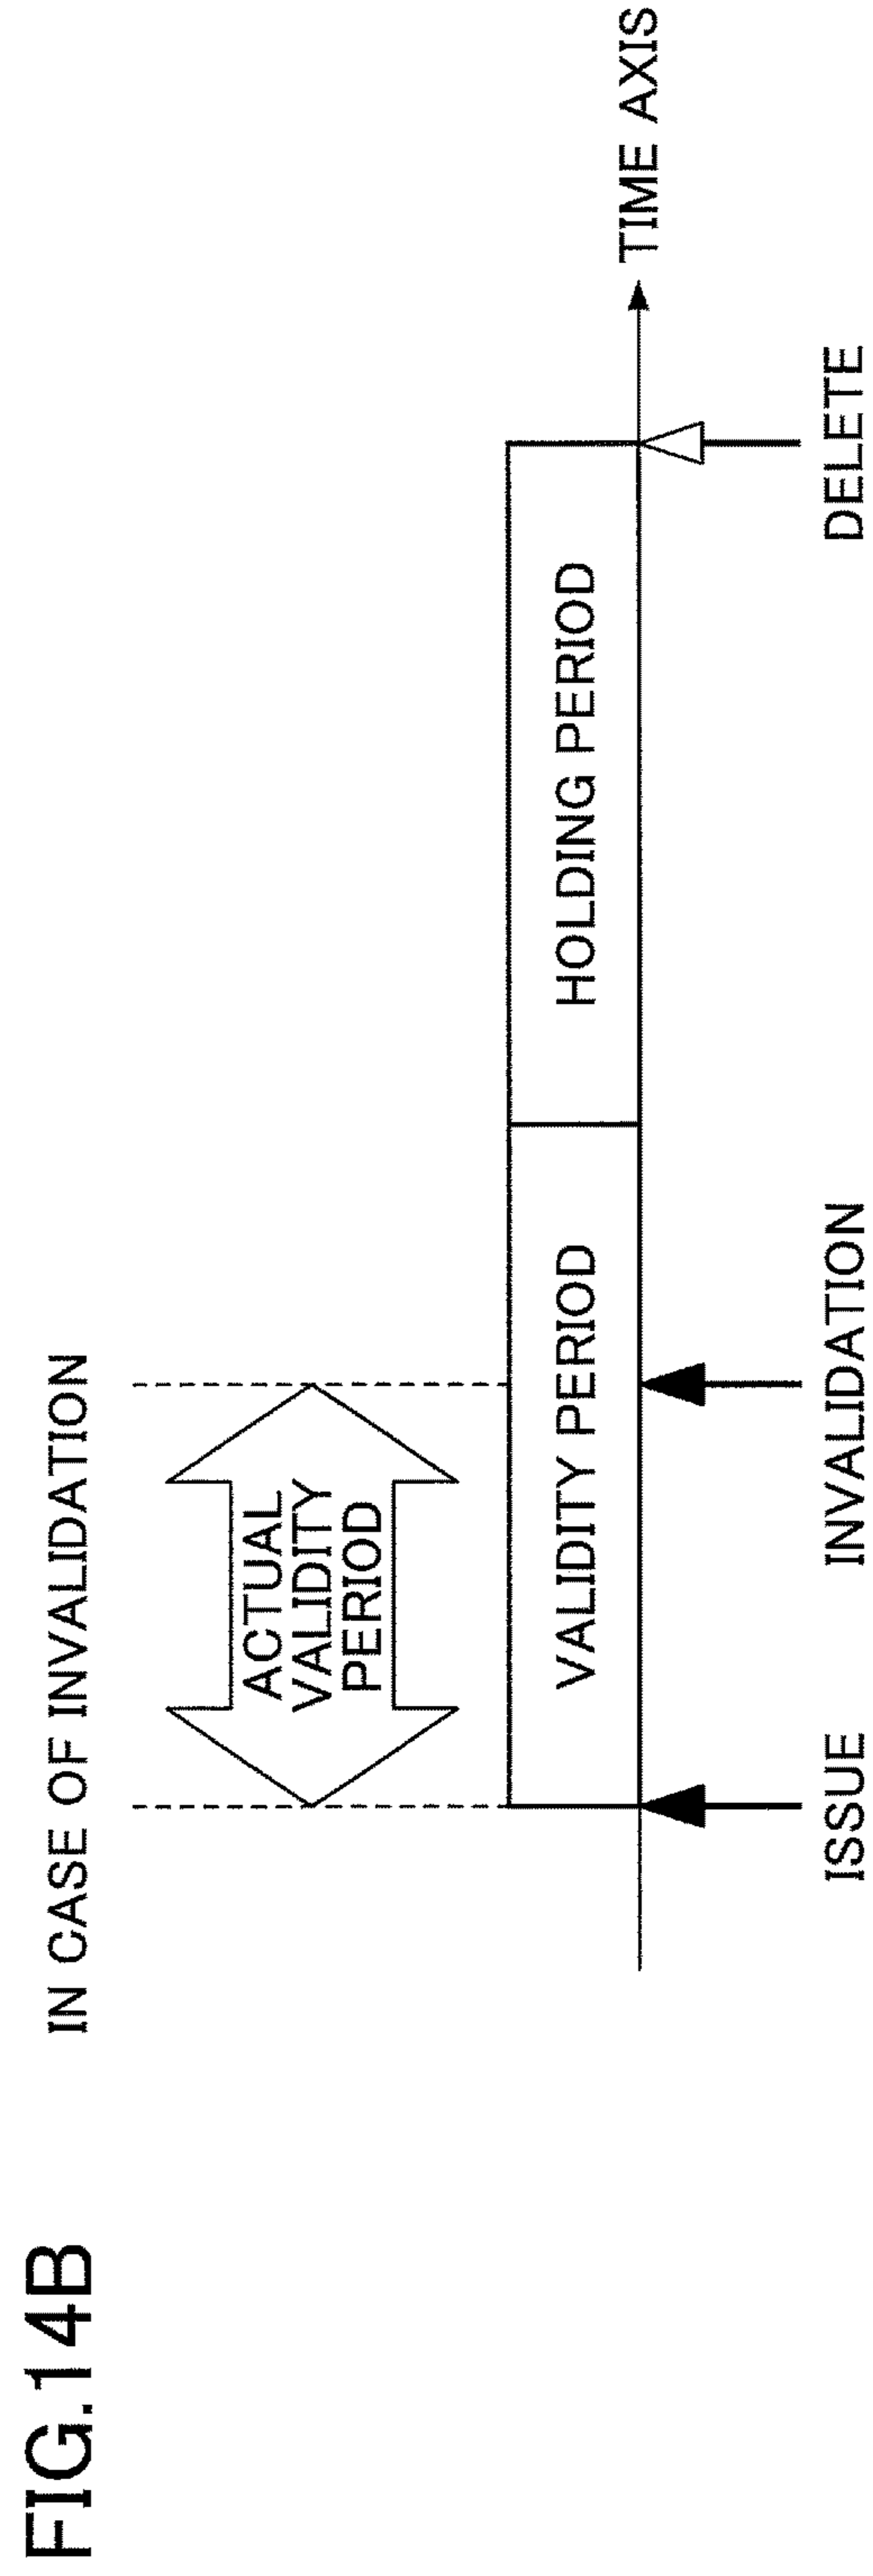 FIG.14B
IN CASE OF INVALIDATION
ACTUAL
VALIDITY
PERIOD
VALIDITY PERIOD
HOLDING PERIOD
TIME AXIS
ISSUE
INVALIDATION
DELETE